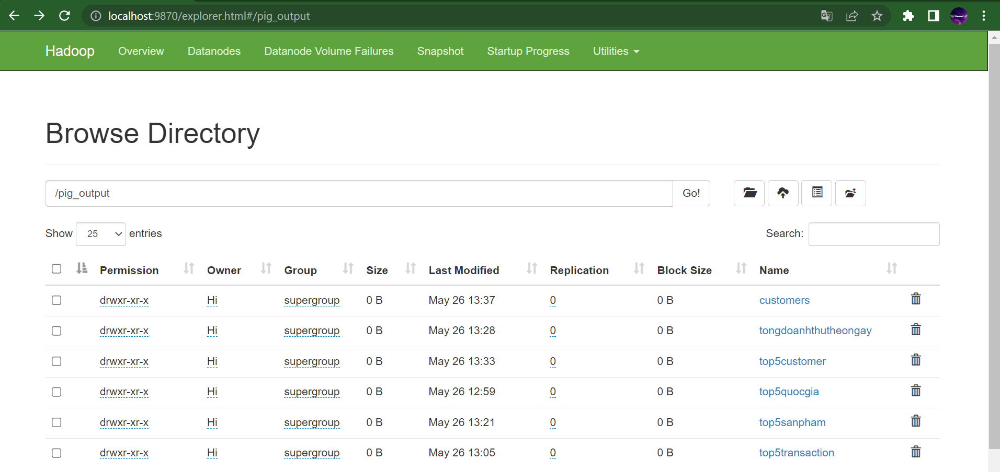 localhost:9870/explorer.html#/pig_output
Hadoop Overview Datanodes Datanode Volume Failures Snapshot Startup Progress Utilities
Browse Directory
/pig_output Go!
Show 25 entries Search:
Permission Owner Group Size Last Modified Replication Block Size Name
drwxr-xr-x Hi supergroup 0 B May 26 13:37 0 0 B customers
drwxr-xr-x Hi supergroup 0 B May 26 13:28 0 0 B tongdoanhthutheongay
drwxr-xr-x Hi supergroup 0 B May 26 13:33 0 0 B top5customer
drwxr-xr-x Hi supergroup 0 B May 26 12:59 0 0 B top5quocgia
drwxr-xr-x Hi supergroup 0 B May 26 13:21 0 0 B top5sanpham
drwxr-xr-x Hi supergroup 0 B May 26 13:05 0 0 B top5transaction